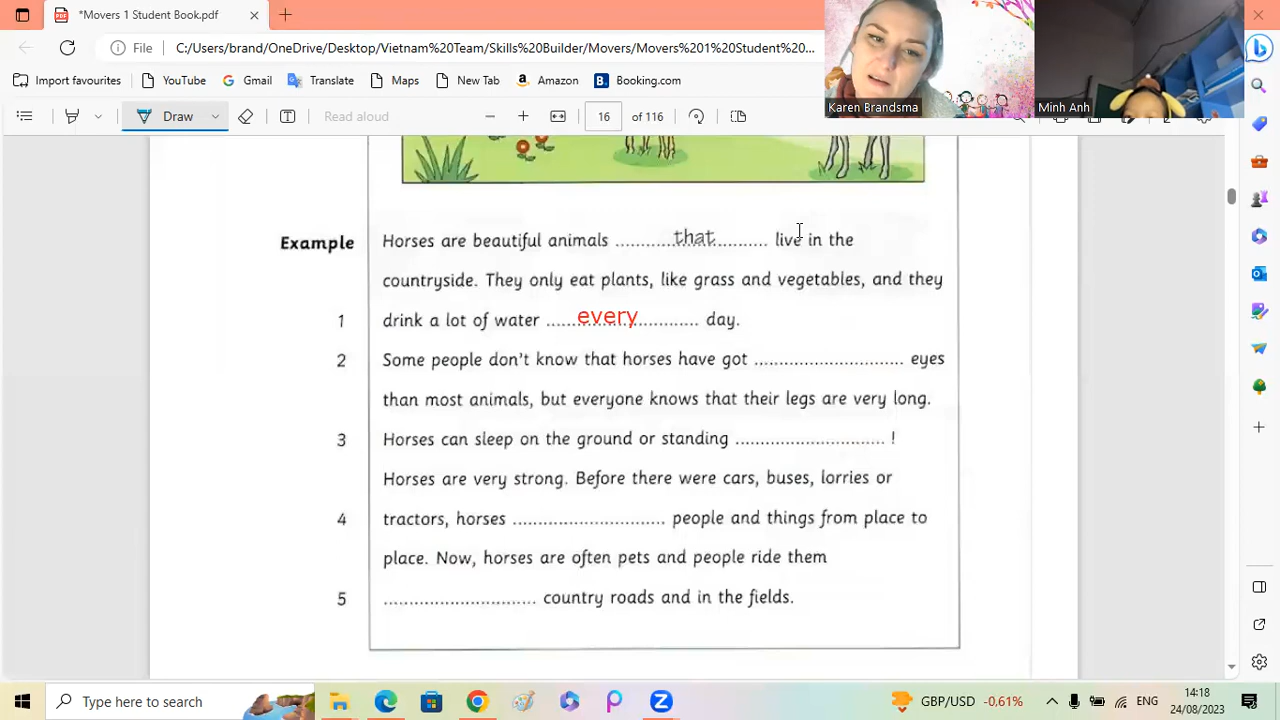 *Movers 1 Student Book.pdf
File C:/Users/brand/OneDrive/Desktop/Vietnam%20Team/Skills%20Builder/Movers/Movers%201%20Student%20...
Import favourites YouTube Gmail Translate Maps New Tab Amazon Booking.com
Karen Brandsma Minh Anh
Draw Read aloud 16 of 116
Example Horses are beautiful animals ..................that.................. live in the
countryside. They only eat plants, like grass and vegetables, and they
1 drink a lot of water ..........every.......... day.
2 Some people don't know that horses have got .............................. eyes
than most animals, but everyone knows that their legs are very long.
3 Horses can sleep on the ground or standing .............................. !
Horses are very strong. Before there were cars, buses, lorries or
4 tractors, horses .............................. people and things from place to
place. Now, horses are often pets and people ride them
5 .............................. country roads and in the fields.
Type here to search GBP/USD -0,61% ENG 14:18
24/08/2023